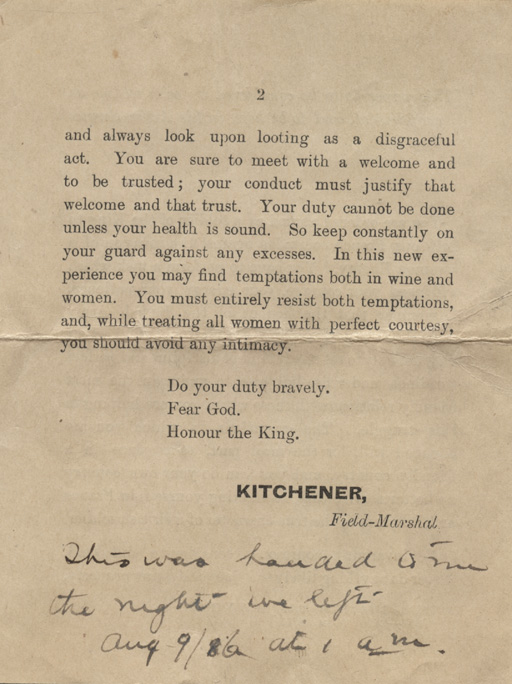 2
and always look upon looting as a disgraceful
act. You are sure to meet with a welcome and
to be trusted; your conduct must justify that
welcome and that trust. Your duty cannot be done
unless your health is sound. So keep constantly on
your guard against any excesses. In this new ex-
perience you may find temptations both in wine and
women. You must entirely resist both temptations,
and, while treating all women with perfect courtesy,
you should avoid any intimacy.
Do your duty bravely.
Fear God.
Honour the King.
KITCHENER,
Field-Marshal
This was handed to me
the night we left
Aug 9/ at 1 a.m.